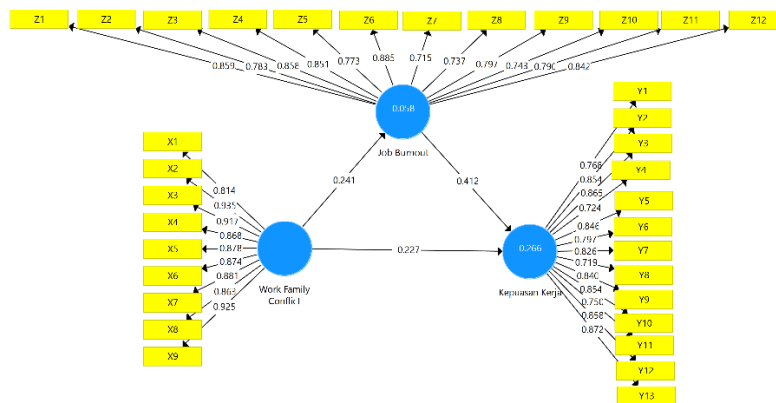 Z1 Z2 Z3 Z4 Z5 Z6 Z7 Z8 Z9 Z10 Z11 Z12
0.859 0.783 0.858 0.851 0.773 0.885 0.715 0.737 0.797 0.743 0.790 0.842
0.058
Job Burnout
X1
X2
X3
X4
X5
X6
X7
X8
X9
0.814
0.935
0.917
0.868
0.878
0.874
0.881
0.863
0.925
Work Family
Conflict
0.241
0.412
0.227
0.266
Kepuasan Kerja
0.766
0.854
0.865
0.724
0.846
0.797
0.826
0.719
0.840
0.854
0.750
0.858
0.872
Y1
Y2
Y3
Y4
Y5
Y6
Y7
Y8
Y9
Y10
Y11
Y12
Y13